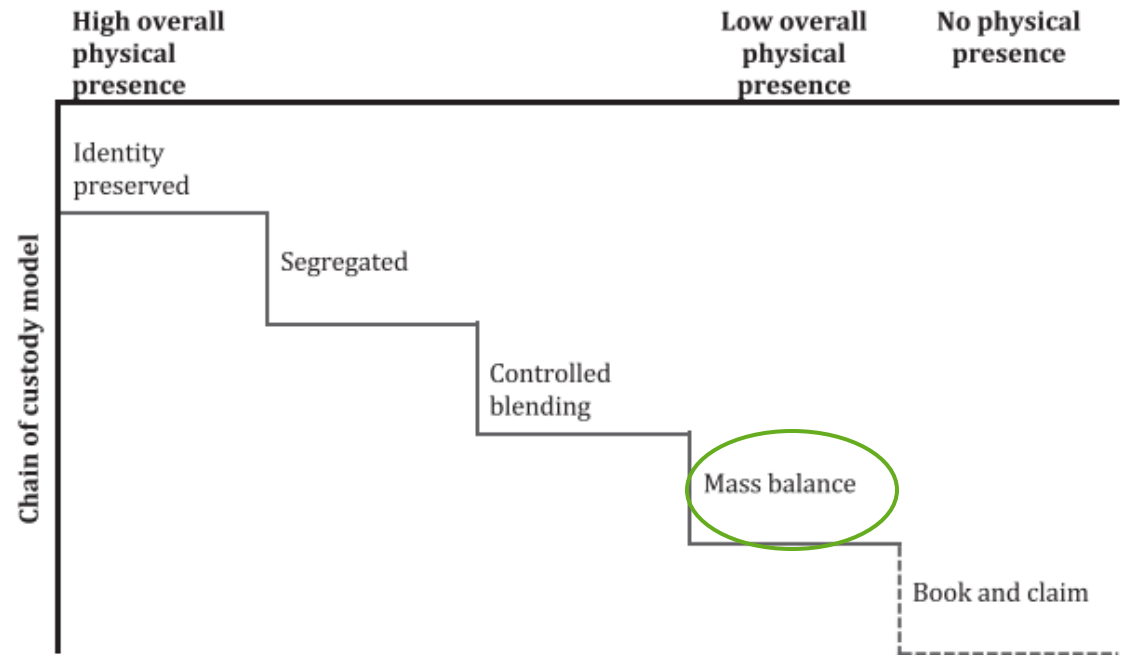 High overall
physical
presence
Low overall
physical
presence
No physical
presence
Chain of custody model
Identity
preserved
Segregated
Controlled
blending
Mass balance
Book and claim